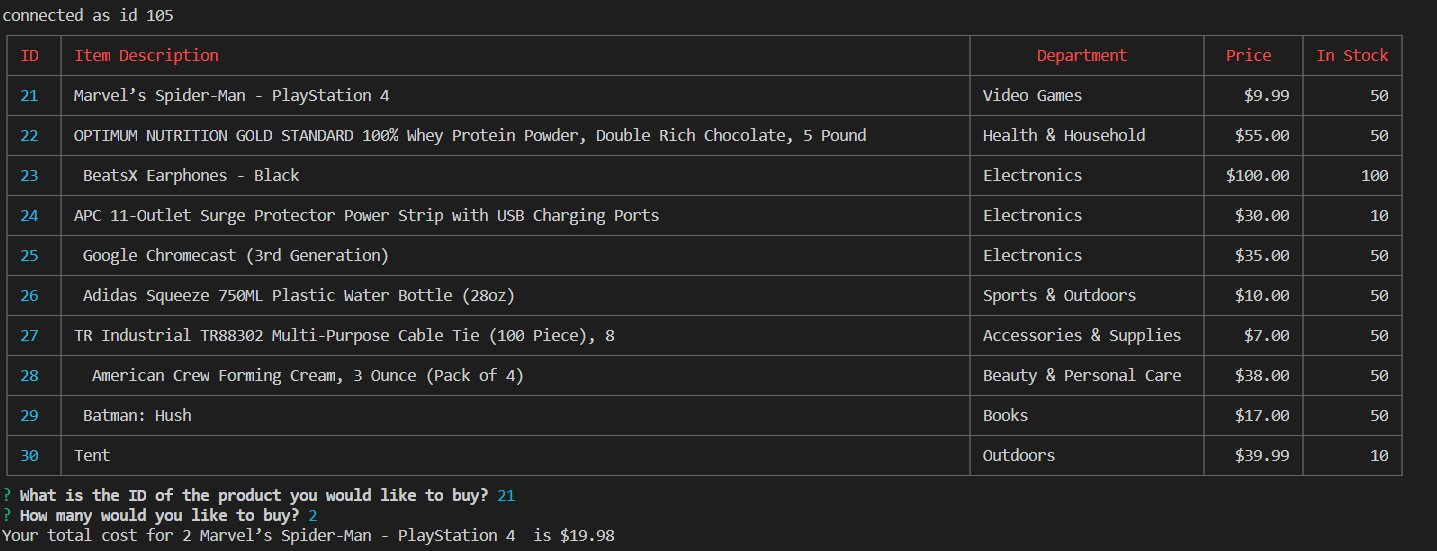 connected as id 105
ID Item Description Department Price In Stock
21 Marvel’s Spider-Man - PlayStation 4 Video Games $9.99 50
22 OPTIMUM NUTRITION GOLD STANDARD 100% Whey Protein Powder, Double Rich Chocolate, 5 Pound Health & Household $55.00 50
23 BeatsX Earphones - Black Electronics $100.00 100
24 APC 11-Outlet Surge Protector Power Strip with USB Charging Ports Electronics $30.00 10
25 Google Chromecast (3rd Generation) Electronics $35.00 50
26 Adidas Squeeze 750ML Plastic Water Bottle (28oz) Sports & Outdoors $10.00 50
27 TR Industrial TR88302 Multi-Purpose Cable Tie (100 Piece), 8 Accessories & Supplies $7.00 50
28 American Crew Forming Cream, 3 Ounce (Pack of 4) Beauty & Personal Care $38.00 50
29 Batman: Hush Books $17.00 50
30 Tent Outdoors $39.99 10
? What is the ID of the product you would like to buy? 21
? How many would you like to buy? 2
Your total cost for 2 Marvel’s Spider-Man - PlayStation 4  is $19.98